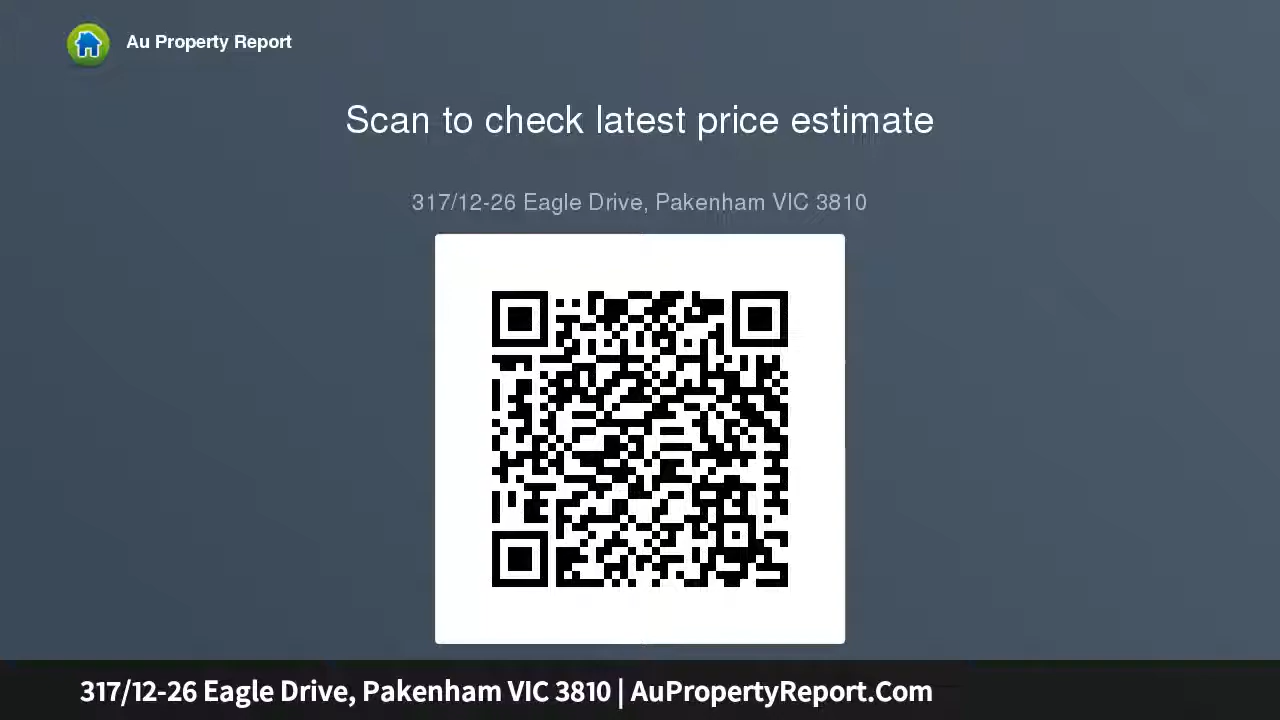 Au Property Report
Scan to check latest price estimate
317/12-26 Eagle Drive, Pakenham VIC 3810
317/12-26 Eagle Drive, Pakenham VIC 3810 | AuPropertyReport.Com